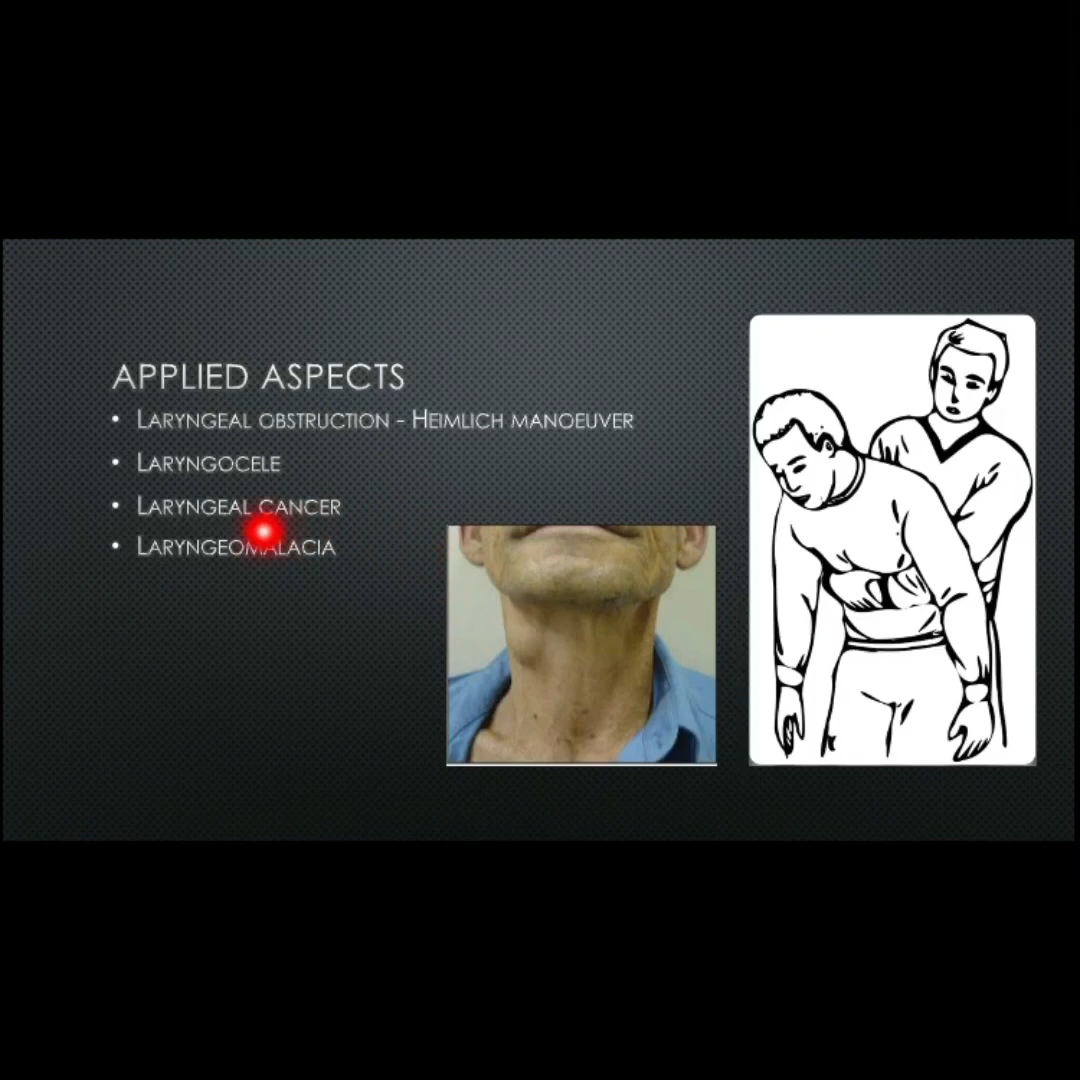 APPLIED ASPECTS
• LARYNGEAL OBSTRUCTION - HEIMLICH MANOEUVER
• LARYNGOCELE
• LARYNGEAL CANCER
• LARYNGEOMALACIA